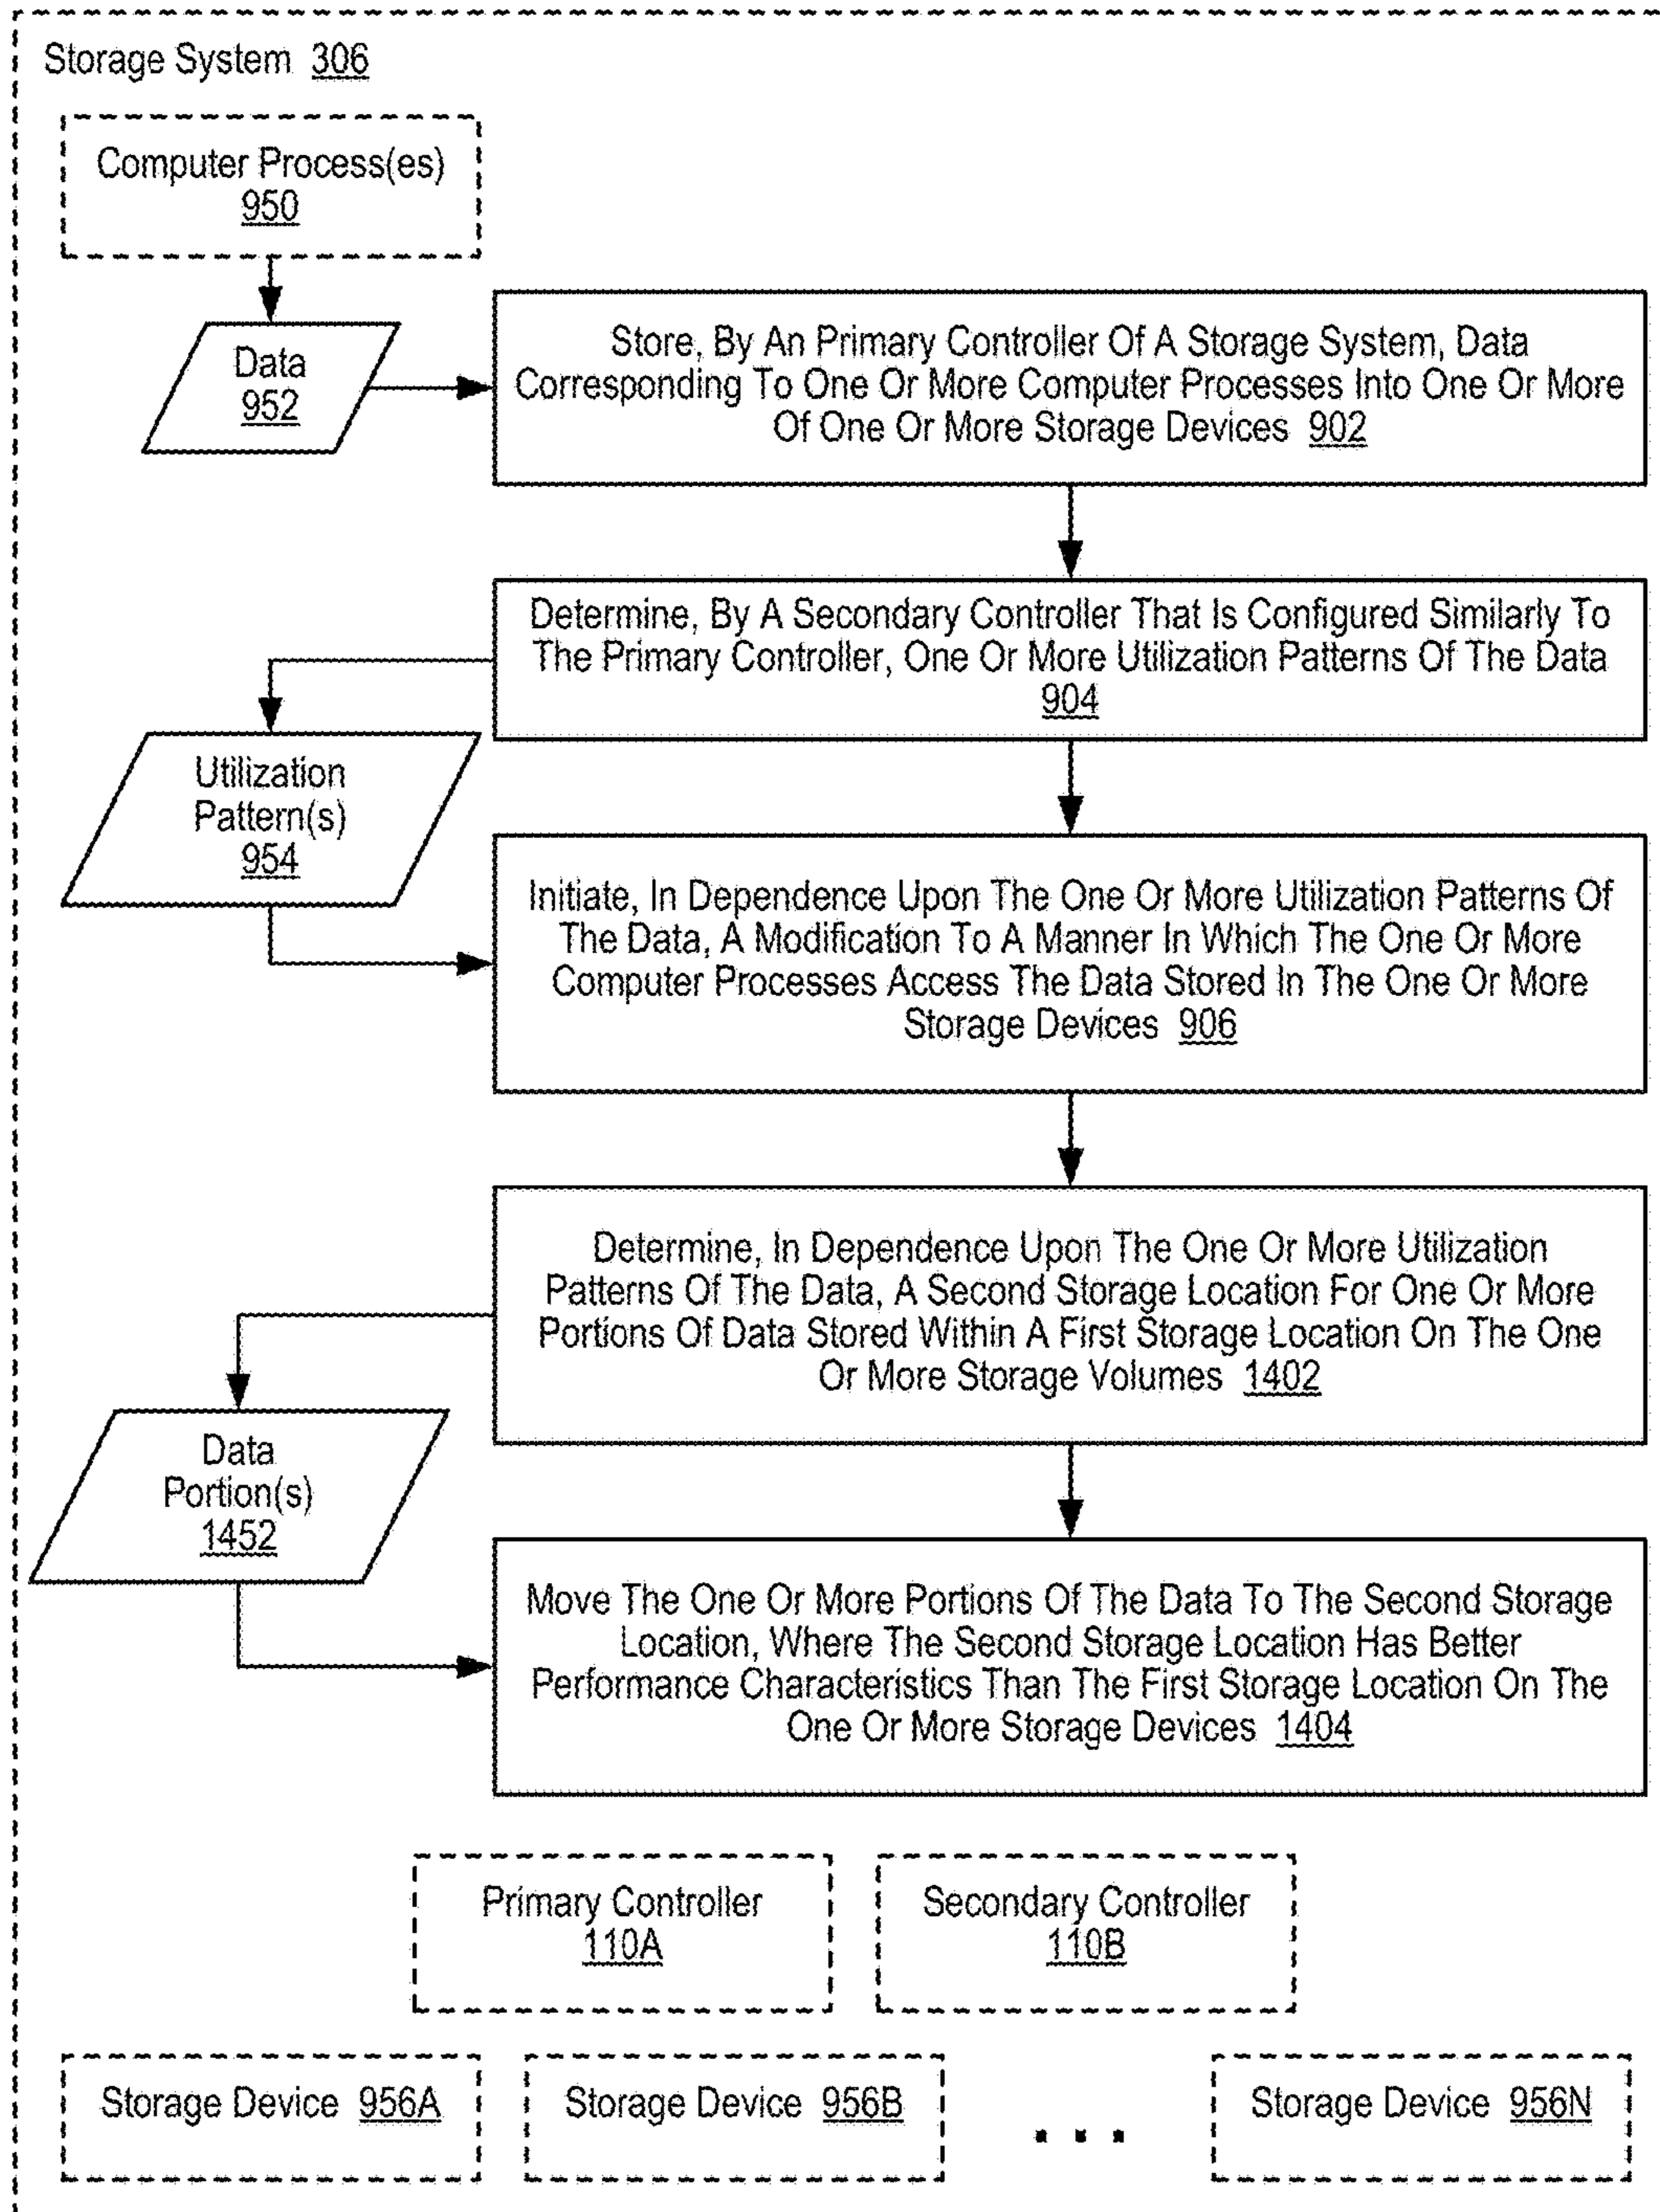 Storage System 306
Computer Process(es)
950
Data
952
Store, By An Primary Controller Of A Storage System, Data
Corresponding To One Or More Computer Processes Into One Or More
Of One Or More Storage Devices 902
Determine, By A Secondary Controller That Is Configured Similarly To
The Primary Controller, One Or More Utilization Patterns Of The Data
904
Utilization
Pattern(s)
954
Initiate, In Dependence Upon The One Or More Utilization Patterns Of
The Data, A Modification To A Manner In Which The One Or More
Computer Processes Access The Data Stored In The One Or More
Storage Devices 906
Determine, In Dependence Upon The One Or More Utilization
Patterns Of The Data, A Second Storage Location For One Or More
Portions Of Data Stored Within A First Storage Location On The One
Or More Storage Volumes 1402
Data
Portion(s)
1452
Move The One Or More Portions Of The Data To The Second Storage
Location, Where The Second Storage Location Has Better
Performance Characteristics Than The First Storage Location On The
One Or More Storage Devices 1404
Primary Controller
110A
Secondary Controller
110B
Storage Device 956A
Storage Device 956B
...
Storage Device 956N